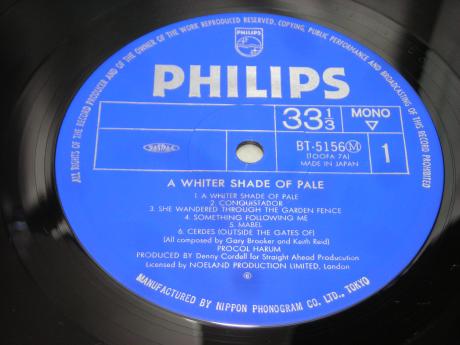 ALL RIGHTS OF THE RECORD PRODUCER AND OF THE OWNER OF THE WORK REPRODUCED RESERVED. COPYING, PUBLIC PERFORMANCE AND BROADCASTING OF THIS RECORD PROHIBITED
PHILIPS
PHILIPS
33 1/3
MONO
JASRAC
BT-5156Ⓜ
(TOOFA 7A)
MADE IN JAPAN
1
A WHITER SHADE OF PALE
1. A WHITER SHADE OF PALE
2. CONQUISTADOR
3. SHE WANDERED THROUGH THE GARDEN FENCE
4. SOMETHING FOLLOWING ME
5. MABEL
6. CERDES (OUTSIDE THE GATES OF)
(All composed by Gary Brooker and Keith Reid)
PROCOL HARUM
PRODUCED BY Denny Cordell for Straight Ahead Producution
Licensed by NOELAND PRODUCTION LIMITED, London
MANUFACTURED BY NIPPON PHONOGRAM CO. LTD., TOKYO